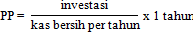 PP = investasi / kas bersih per tahun x 1 tahun